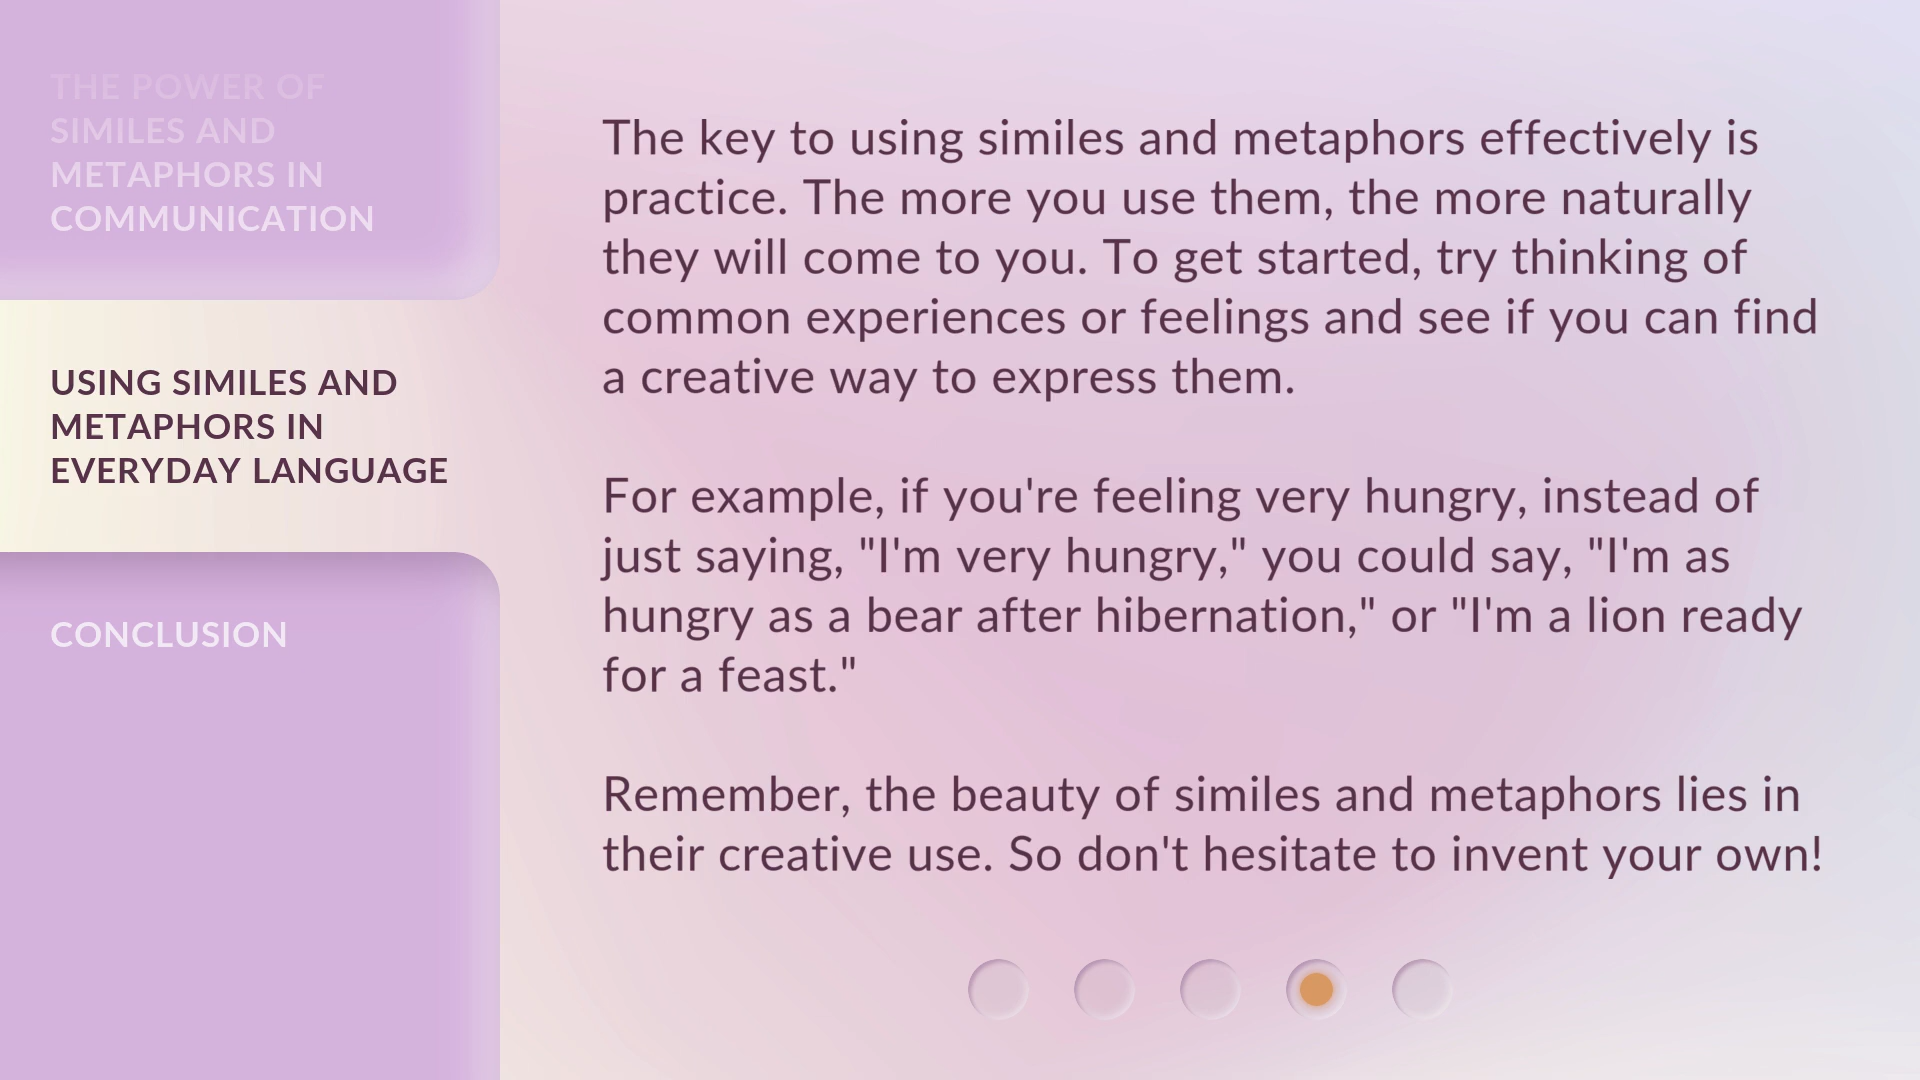 THE POWER OF
SIMILES AND
METAPHORS IN
COMMUNICATION
USING SIMILES AND
METAPHORS IN
EVERYDAY LANGUAGE
CONCLUSION
The key to using similes and metaphors effectively is
practice. The more you use them, the more naturally
they will come to you. To get started, try thinking of
common experiences or feelings and see if you can find
a creative way to express them.
For example, if you're feeling very hungry, instead of
just saying, "I'm very hungry," you could say, "I'm as
hungry as a bear after hibernation," or "I'm a lion ready
for a feast."
Remember, the beauty of similes and metaphors lies in
their creative use. So don't hesitate to invent your own!